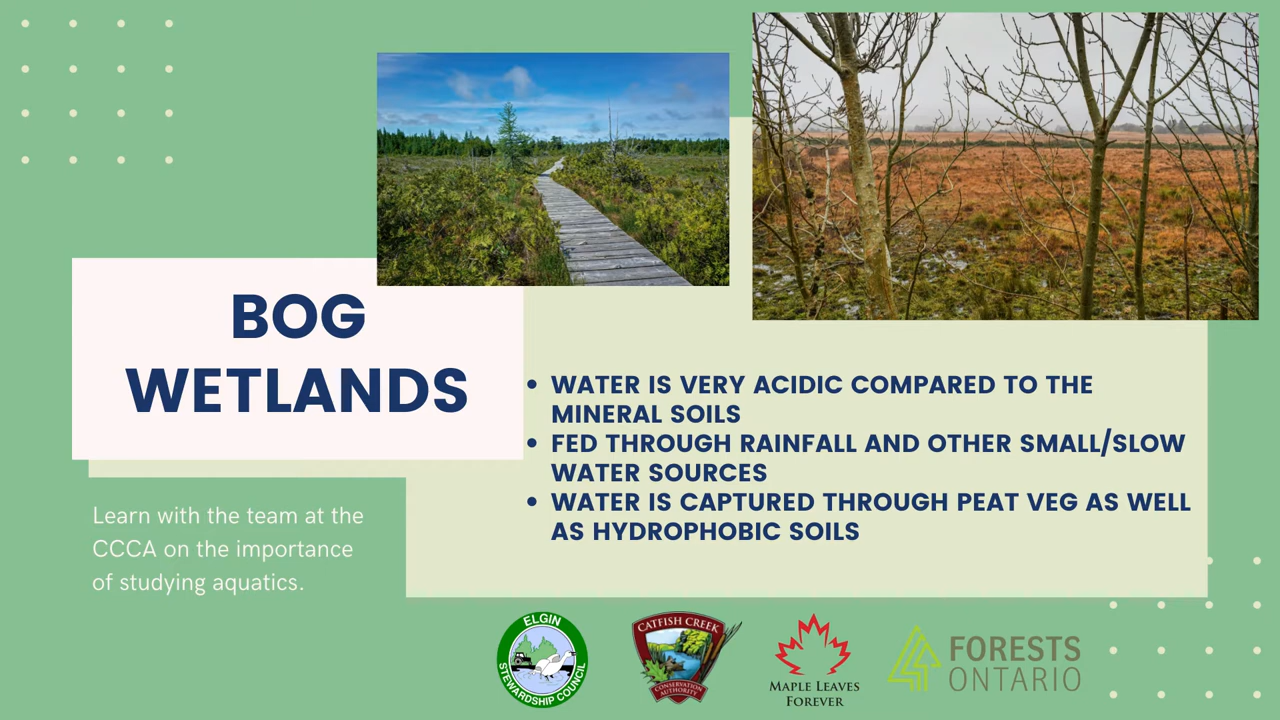 BOG
WETLANDS
• WATER IS VERY ACIDIC COMPARED TO THE
MINERAL SOILS
• FED THROUGH RAINFALL AND OTHER SMALL/SLOW
WATER SOURCES
• WATER IS CAPTURED THROUGH PEAT VEG AS WELL
AS HYDROPHOBIC SOILS
Learn with the team at the
CCCA on the importance
of studying aquatics.
ELGIN
STEWARDSHIP COUNCIL
CATFISH CREEK
CONSERVATION
AUTHORITY
MAPLE LEAVES
FOREVER
FORESTS
ONTARIO